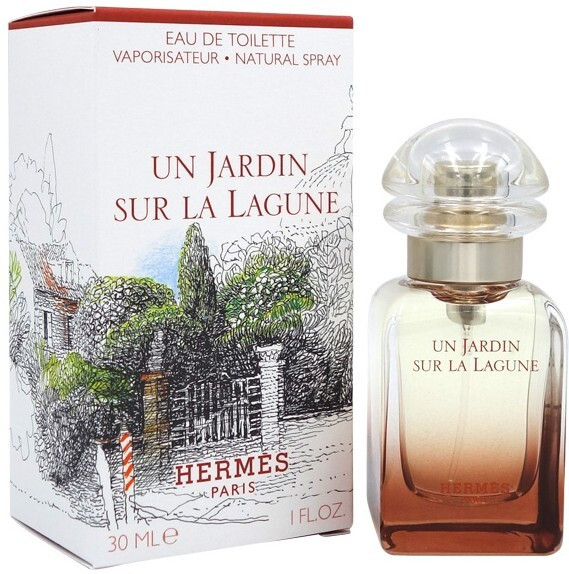 EAU DE TOILETTE
VAPORISATEUR • NATURAL SPRAY
UN JARDIN
SUR LA LAGUNE
HERMÈS
PARIS
30 ML℮
1 FL.OZ.
UN JARDIN
SUR LA LAGUNE
HERMÈS